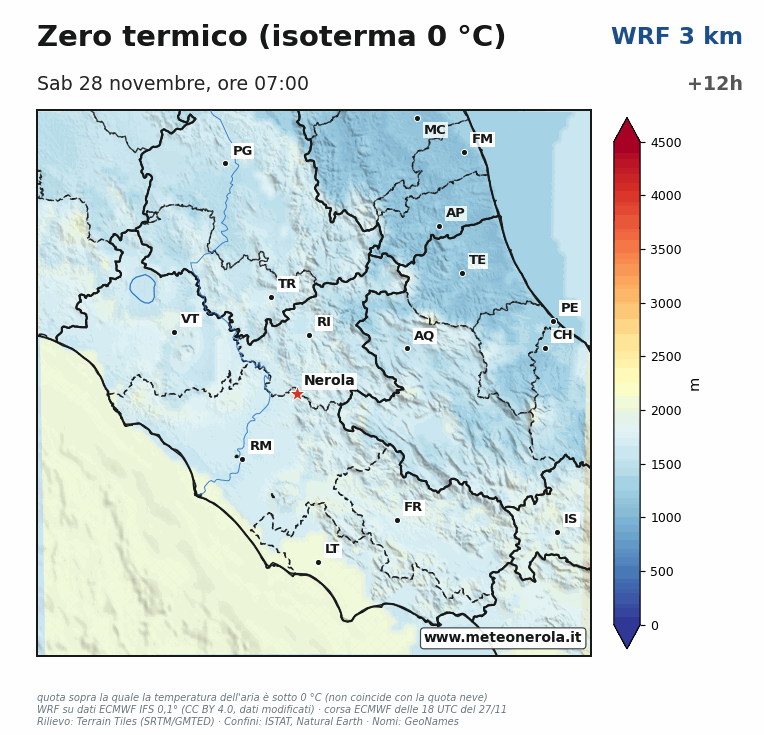 Zero termico (isoterma 0 °C)
WRF 3 km
Sab 28 novembre, ore 07:00
+12h
MC
FM
PG
AP
TE
TR
PE
VT
RI
AQ
CH
Nerola
RM
FR
IS
LT
www.meteonerola.it
4500
4000
3500
3000
2500
2000
1500
1000
500
0
m
quota sopra la quale la temperatura dell'aria è sotto 0 °C (non coincide con la quota neve)
WRF su dati ECMWF IFS 0,1° (CC BY 4.0, dati modificati) · corsa ECMWF delle 18 UTC del 27/11
Rilievo: Terrain Tiles (SRTM/GMTED) · Confini: ISTAT, Natural Earth · Nomi: GeoNames